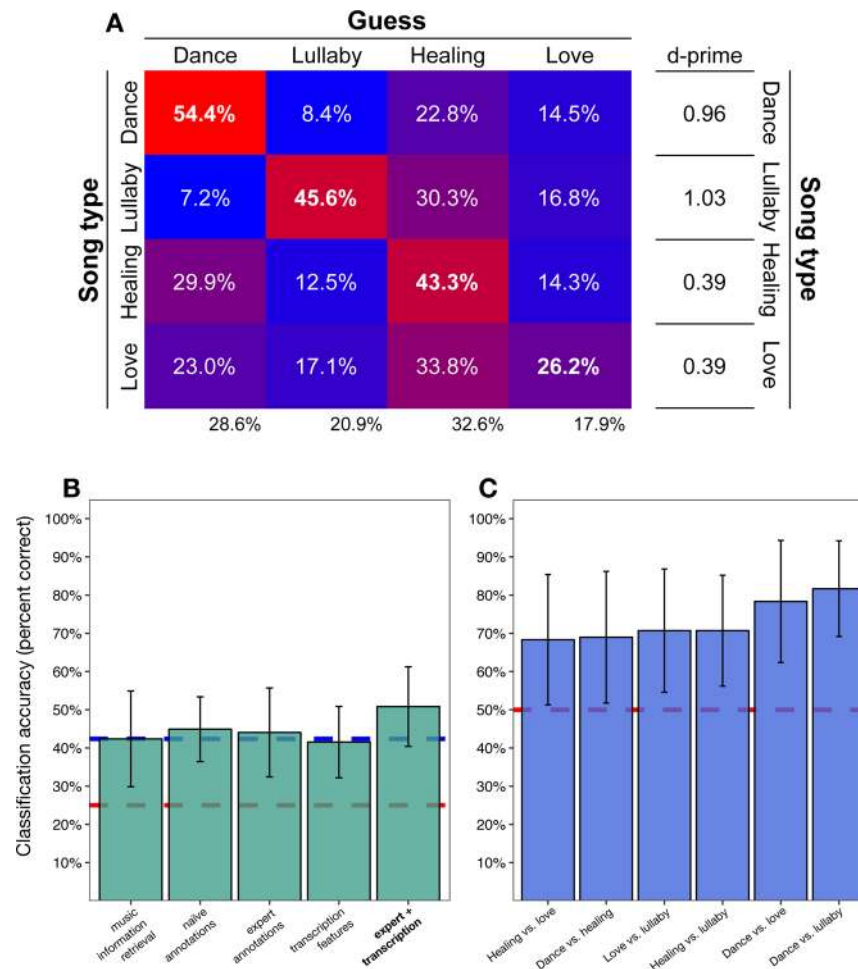 A
Guess
Dance Lullaby Healing Love d-prime
Song type
Dance 54.4% 8.4% 22.8% 14.5% 0.96 Dance
Lullaby 7.2% 45.6% 30.3% 16.8% 1.03 Lullaby
Healing 29.9% 12.5% 43.3% 14.3% 0.39 Healing
Love 23.0% 17.1% 33.8% 26.2% 0.39 Love
Song type
28.6% 20.9% 32.6% 17.9%
B
Classification accuracy (percent correct)
100%
90%
80%
70%
60%
50%
40%
30%
20%
10%
music
information
retrieval
naïve
annotations
expert
annotations
transcription
features
expert +
transcription
C
100%
90%
80%
70%
60%
50%
40%
30%
20%
10%
Healing vs. love
Dance vs. healing
Love vs. lullaby
Healing vs. lullaby
Dance vs. love
Dance vs. lullaby